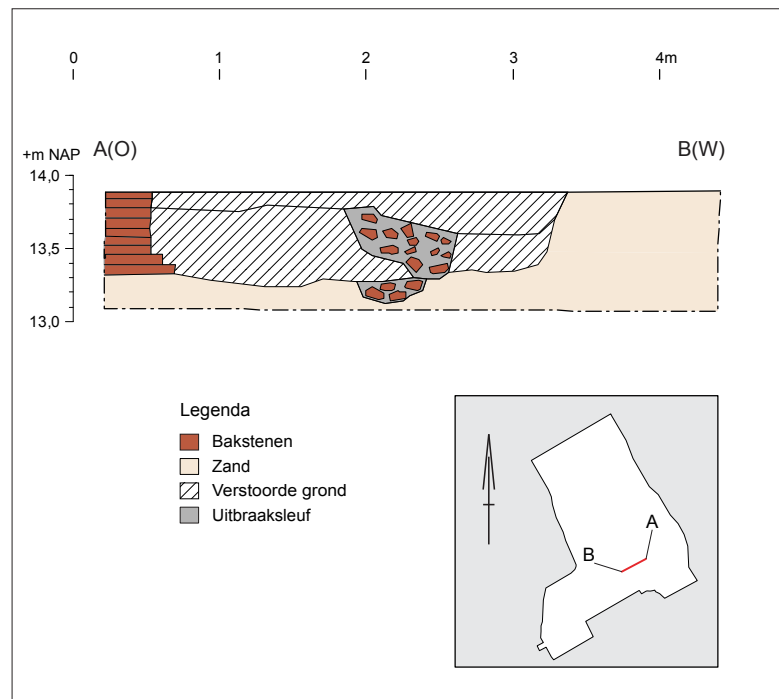 0 1 2 3 4m
+m NAP A(O) B(W)
14,0
13,5
13,0
Legenda
Bakstenen
Zand
Verstoorde grond
Uitbraaksleuf
A
B